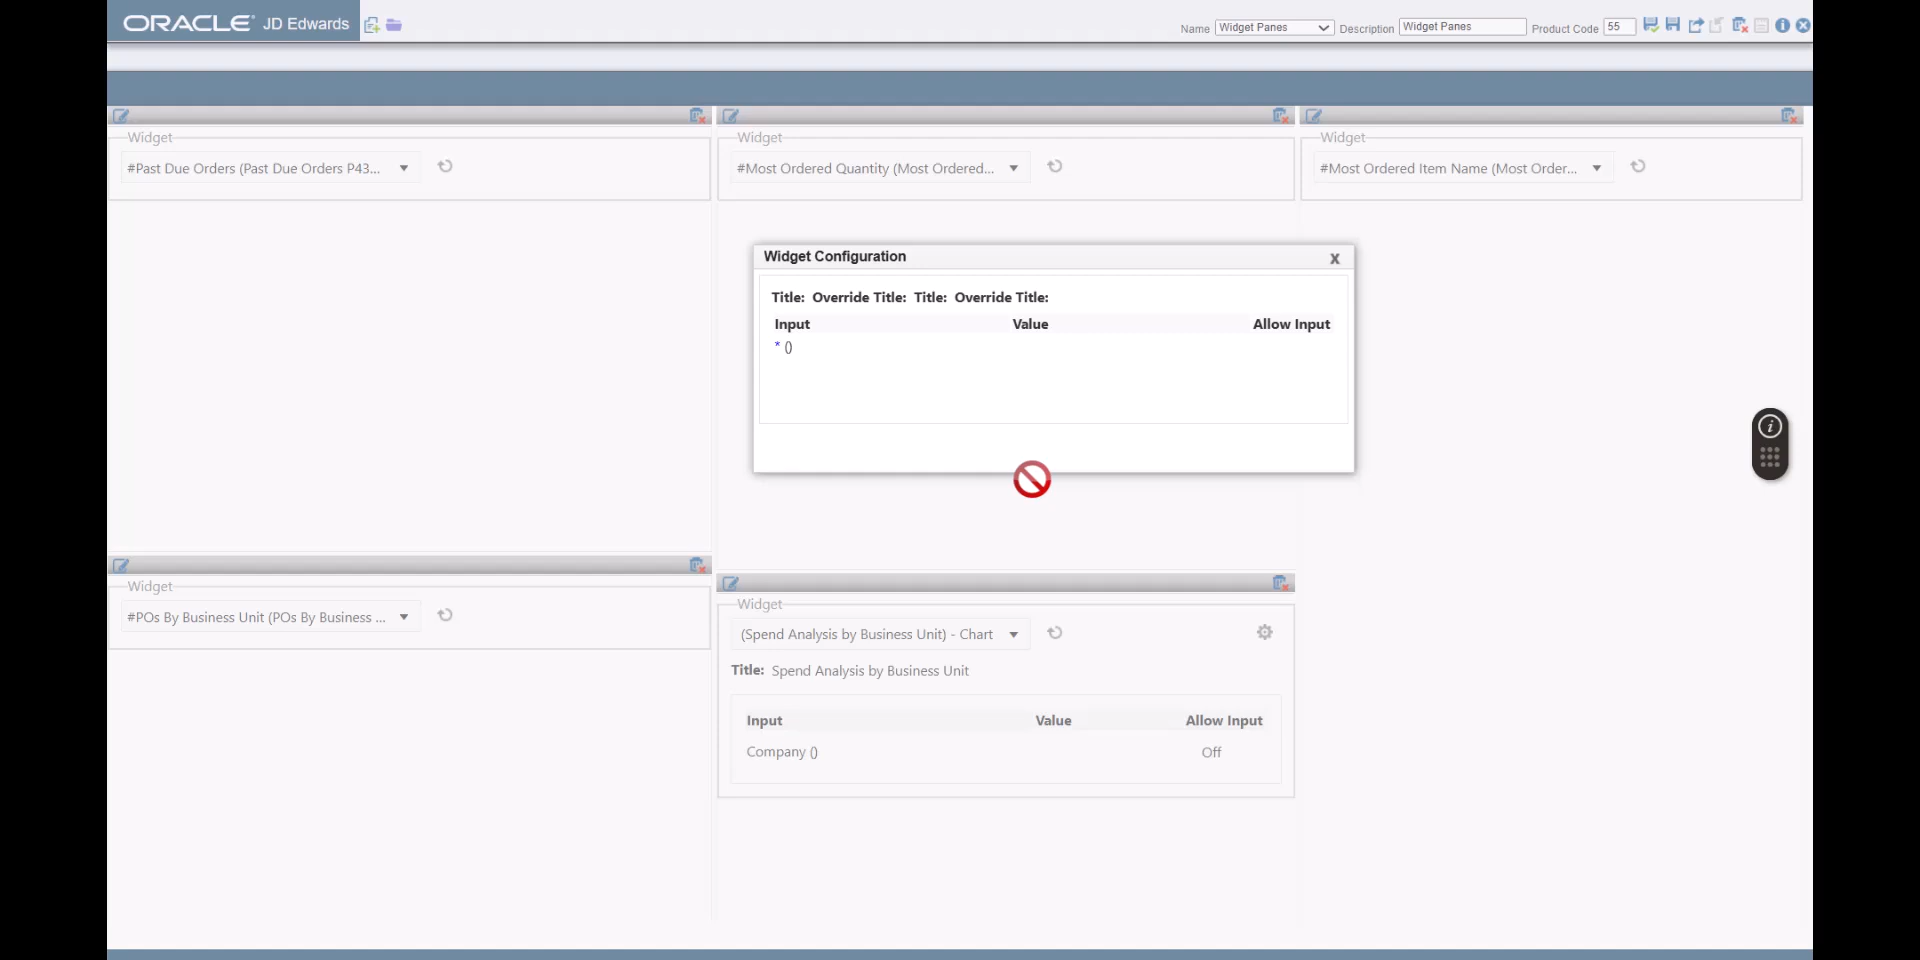 ORACLE JD Edwards
Name Widget Panes Description Widget Panes Product Code 55
Widget
#Past Due Orders (Past Due Orders P43...
Widget
#Most Ordered Quantity (Most Ordered...
Widget
#Most Ordered Item Name (Most Order...
Widget Configuration
X
Title: Override Title: Title: Override Title:
Input Value Allow Input
* ()
Widget
#POs By Business Unit (POs By Business ...
Widget
(Spend Analysis by Business Unit) - Chart
Title: Spend Analysis by Business Unit
Input Value Allow Input
Company () Off